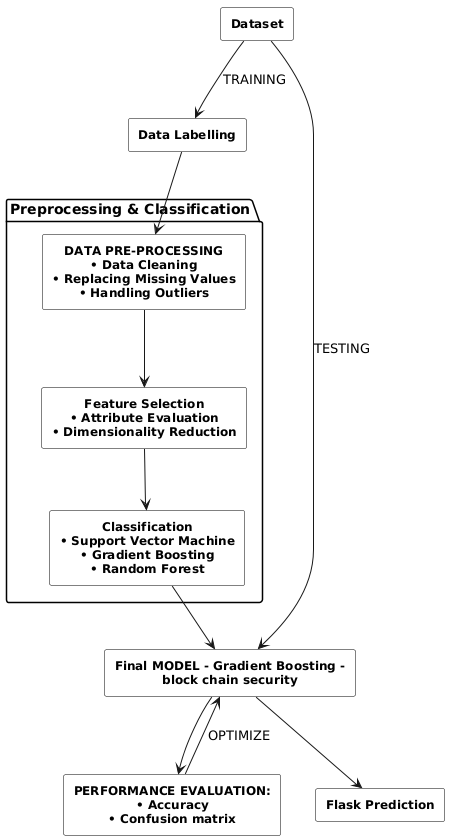 Dataset
TRAINING
Data Labelling
Preprocessing & Classification
DATA PRE-PROCESSING
• Data Cleaning
• Replacing Missing Values
• Handling Outliers
TESTING
Feature Selection
• Attribute Evaluation
• Dimensionality Reduction
Classification
• Support Vector Machine
• Gradient Boosting
• Random Forest
Final MODEL - Gradient Boosting -
block chain security
OPTIMIZE
PERFORMANCE EVALUATION:
• Accuracy
• Confusion matrix
Flask Prediction